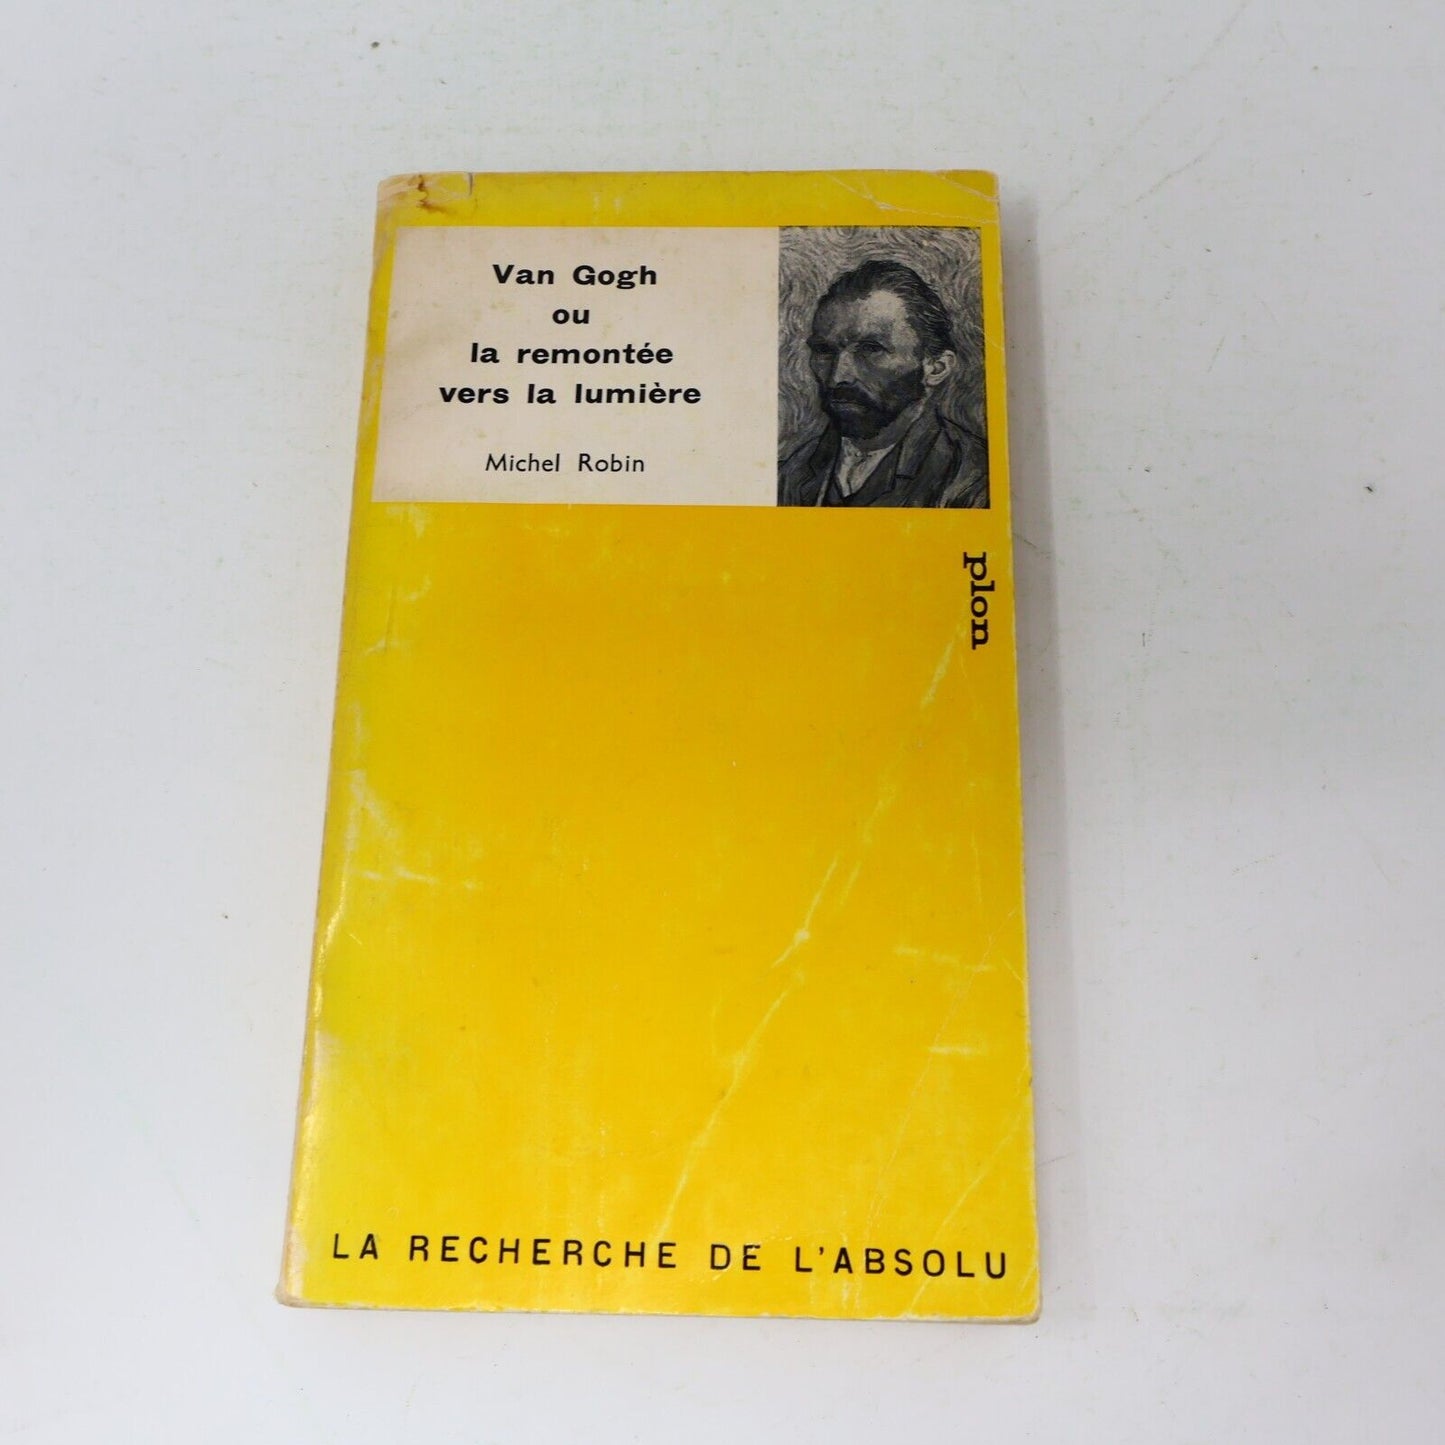 Van Gogh
ou
la remontée
vers la lumière
Michel Robin
plon
LA RECHERCHE DE L'ABSOLU